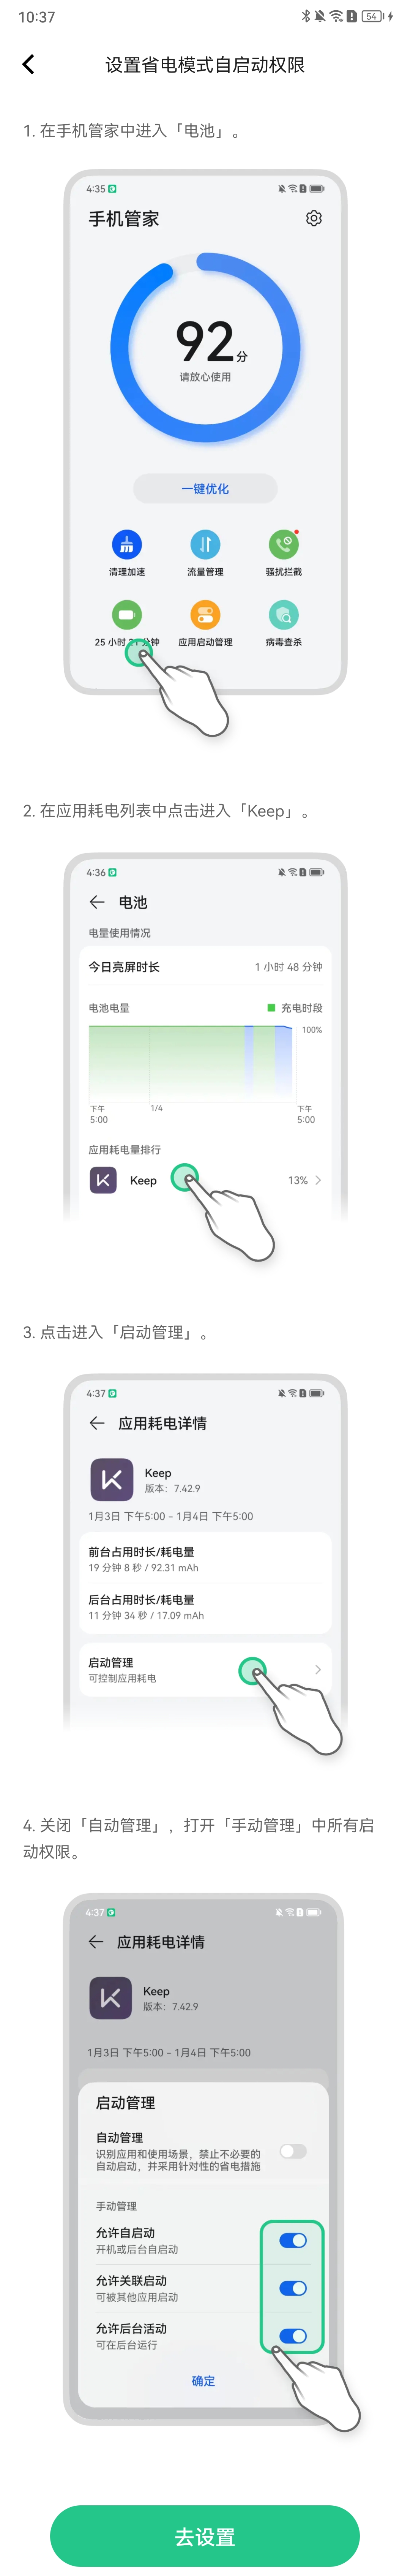 10:37
54
设置省电模式自启动权限
1. 在手机管家中进入「电池」。
4:35
手机管家
92分
请放心使用
一键优化
清理加速
流量管理
骚扰拦截
25 小时 分钟
应用启动管理
病毒查杀
2. 在应用耗电列表中点击进入「Keep」。
4:36
电池
电量使用情况
今日亮屏时长
1 小时 48 分钟
电池电量
充电时段
100%
下午
5:00
1/4
下午
5:00
应用耗电量排行
Keep
13%
3. 点击进入「启动管理」。
4:37
应用耗电详情
Keep
版本：7.42.9
1月3日 下午5:00 - 1月4日 下午5:00
前台占用时长/耗电量
19 分钟 8 秒 / 92.31 mAh
后台占用时长/耗电量
11 分钟 34 秒 / 17.09 mAh
启动管理
可控制应用耗电
4. 关闭「自动管理」，打开「手动管理」中所有启
动权限。
4:37
应用耗电详情
Keep
版本：7.42.9
1月3日 下午5:00 - 1月4日 下午5:00
启动管理
自动管理
识别应用和使用场景，禁止不必要的
自动启动，并采用针对性的省电措施
手动管理
允许自启动
开机或后台自启动
允许关联启动
可被其他应用启动
允许后台活动
可在后台运行
确定
去设置